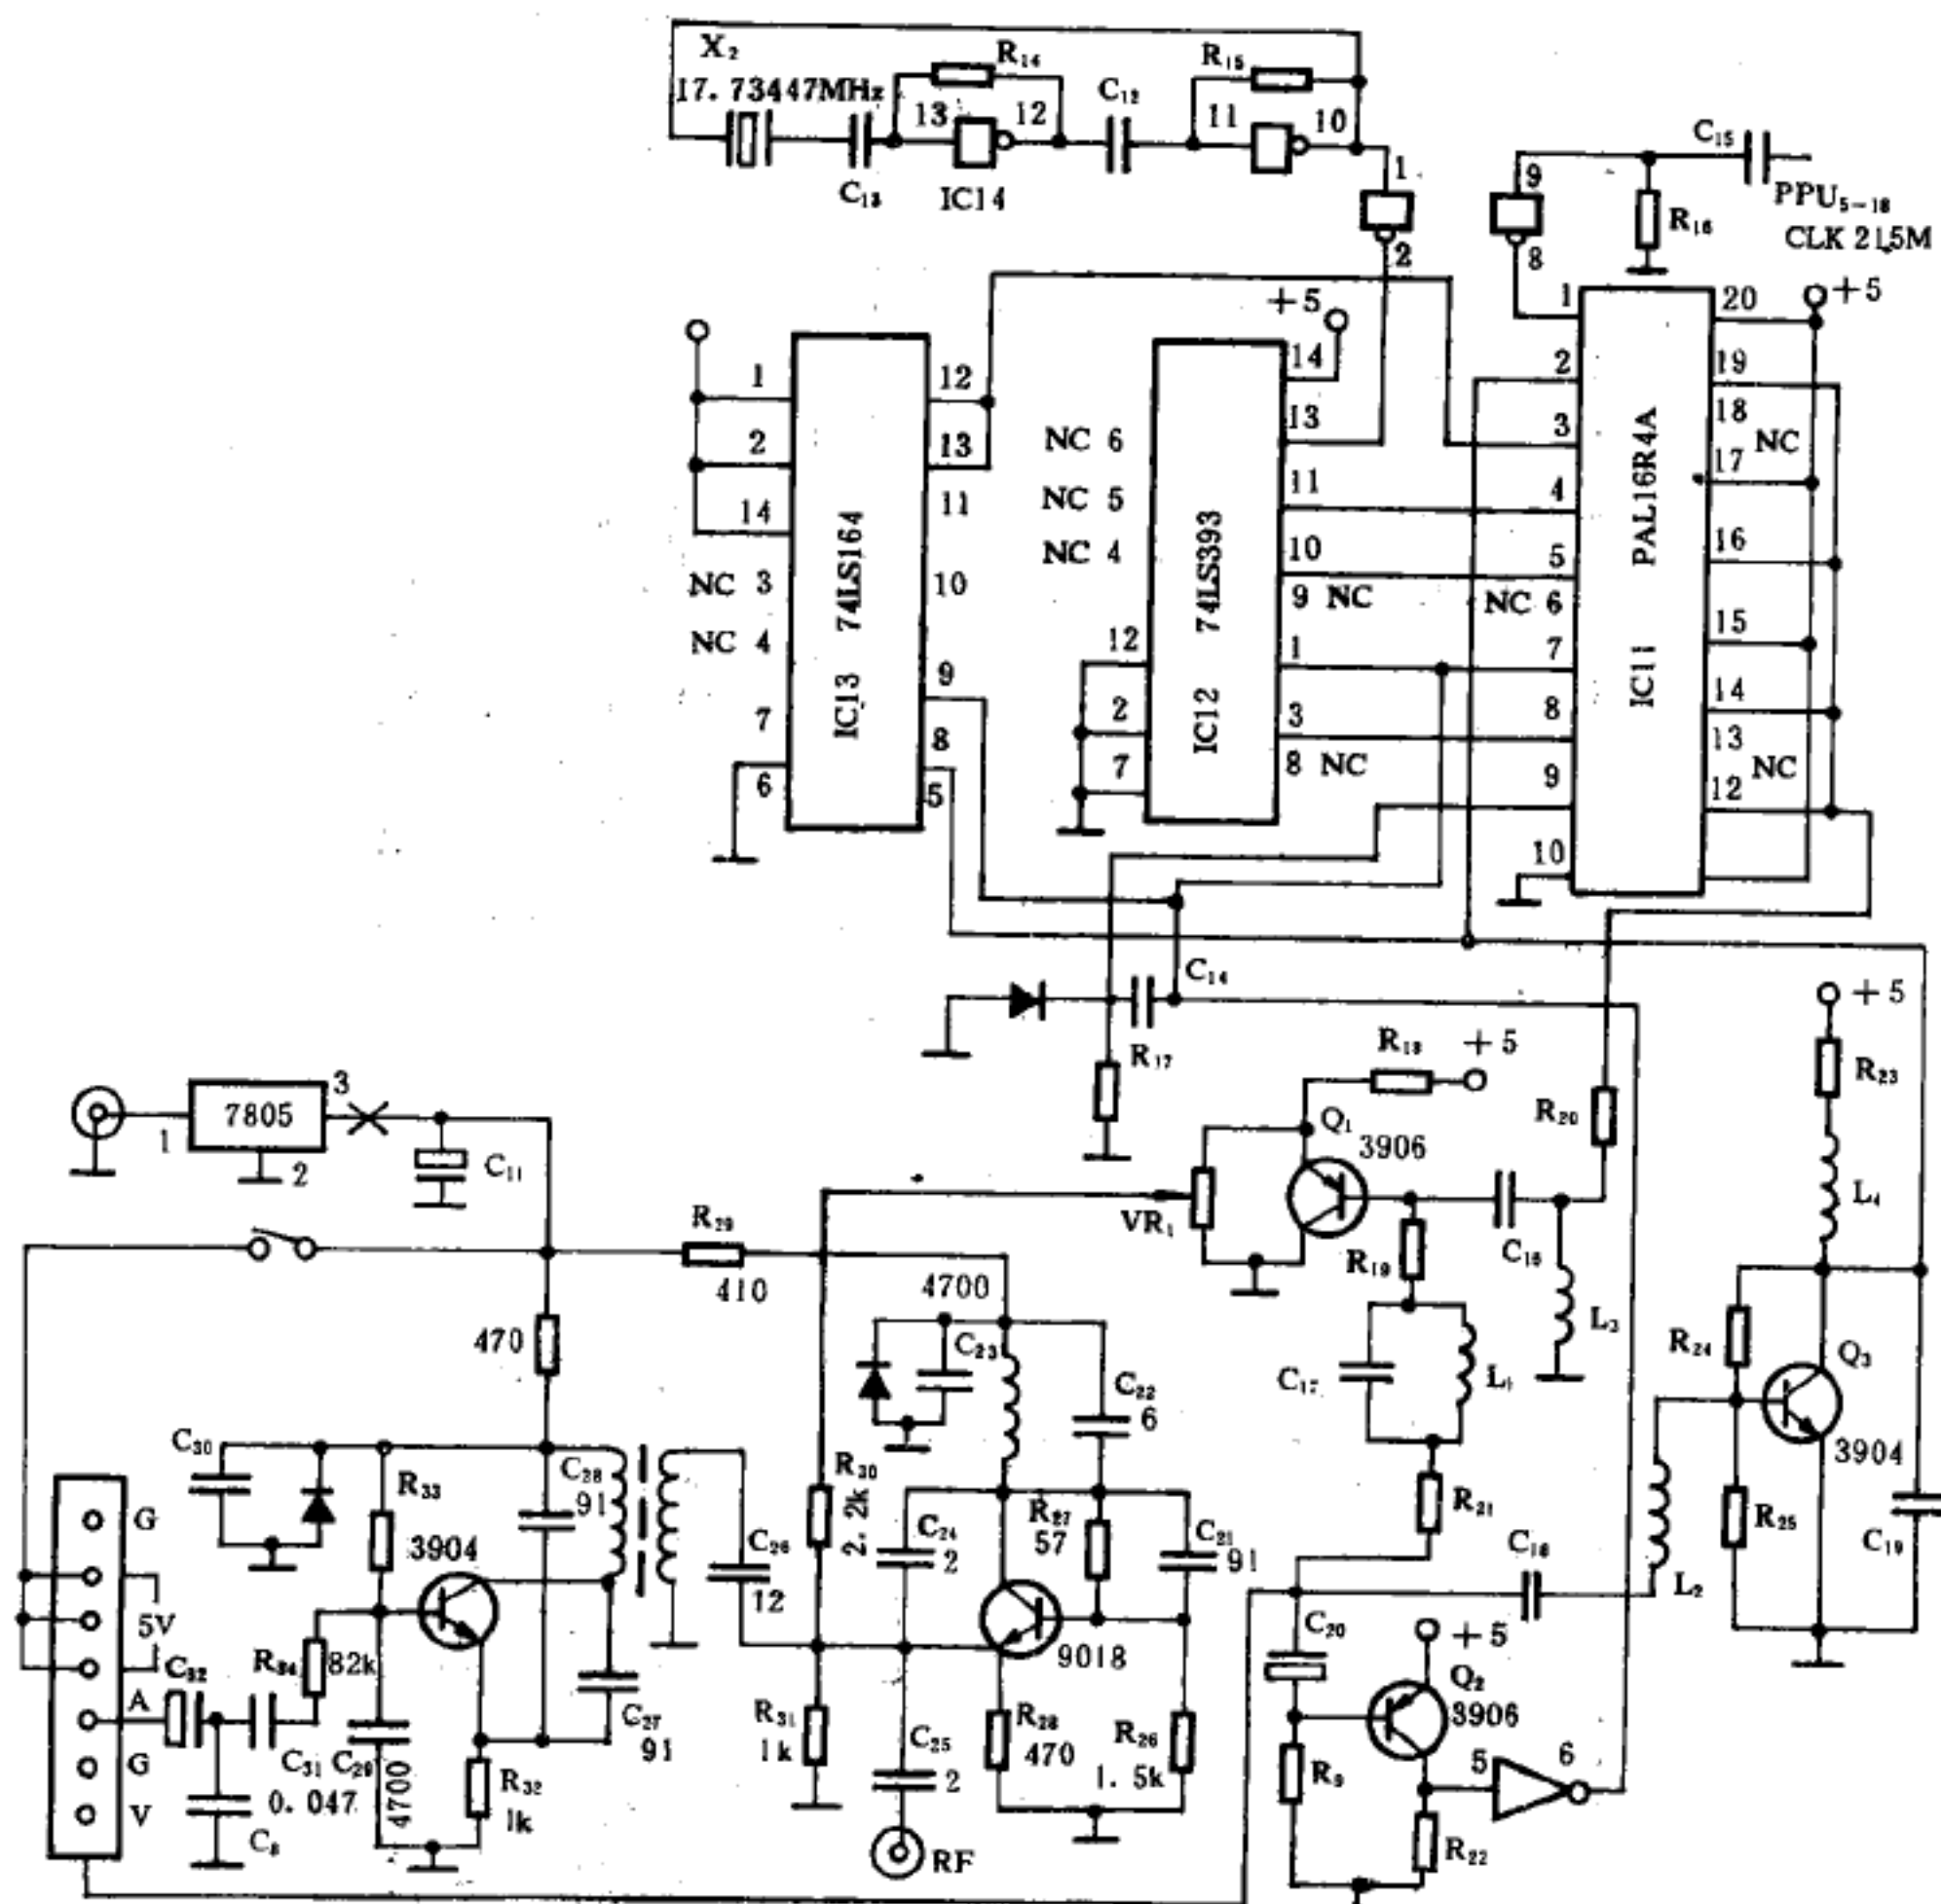 X₂
17.73447MHz
R₁₄
R₁₅
C₁₂
13
12
11
10
C₁₃
IC14
1
2
9
8
C₁₅
R₁₆
PPU₅₋₁₈
CLK 21.5M
+5
+5
1
2
14
NC 3
NC 4
7
6
IC13 74LS164
12
13
11
10
9
8
5
NC 6
NC 5
NC 4
12
2
7
IC12 74LS393
14
13
11
10
9 NC
1
3
8 NC
1
2
3
4
5
NC 6
7
8
9
10
IC11 PAL16R4A
20
19
18
NC
17
16
15
14
13
NC
12
C₁₄
R₁₇
R₁₈
+5
Q₁
3906
VR₁
R₂₀
C₁₆
R₁₉
L₃
C₁₇
R₂₁
+5
R₂₃
L₄
R₂₄
Q₃
3904
R₂₅
C₁₉
L₂
C₁₈
C₂₀
+5
Q₂
3906
R₉
R₂₂
5
6
7805
1
2
3
C₁₁
R₂₉
410
470
4700
C₂₃
C₂₂
6
C₃₀
R₃₃
3904
C₂₈
91
C₂₆
12
R₃₀
2.2k
C₂₄
2
R₂₇
57
C₂₁
91
9018
G
5V
A
G
V
C₃₂
R₃₄
82k
C₃₁
0.047
C₂₉
4700
C₈
R₃₂
1k
C₂₇
91
R₃₁
1k
C₂₅
2
R₂₈
470
R₂₆
1.5k
RF